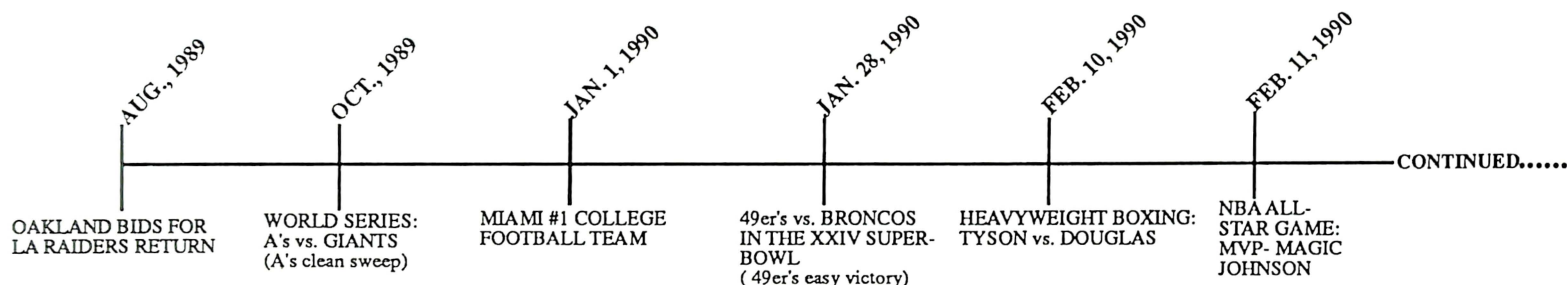 AUG., 1989
OCT., 1989
JAN. 1, 1990
JAN. 28, 1990
FEB. 10, 1990
FEB. 11, 1990
CONTINUED......
OAKLAND BIDS FOR
LA RAIDERS RETURN
WORLD SERIES:
A's vs. GIANTS
(A's clean sweep)
MIAMI #1 COLLEGE
FOOTBALL TEAM
49er's vs. BRONCOS
IN THE XXIV SUPER-
BOWL
( 49er's easy victory)
HEAVYWEIGHT BOXING:
TYSON vs. DOUGLAS
NBA ALL-
STAR GAME:
MVP- MAGIC
JOHNSON